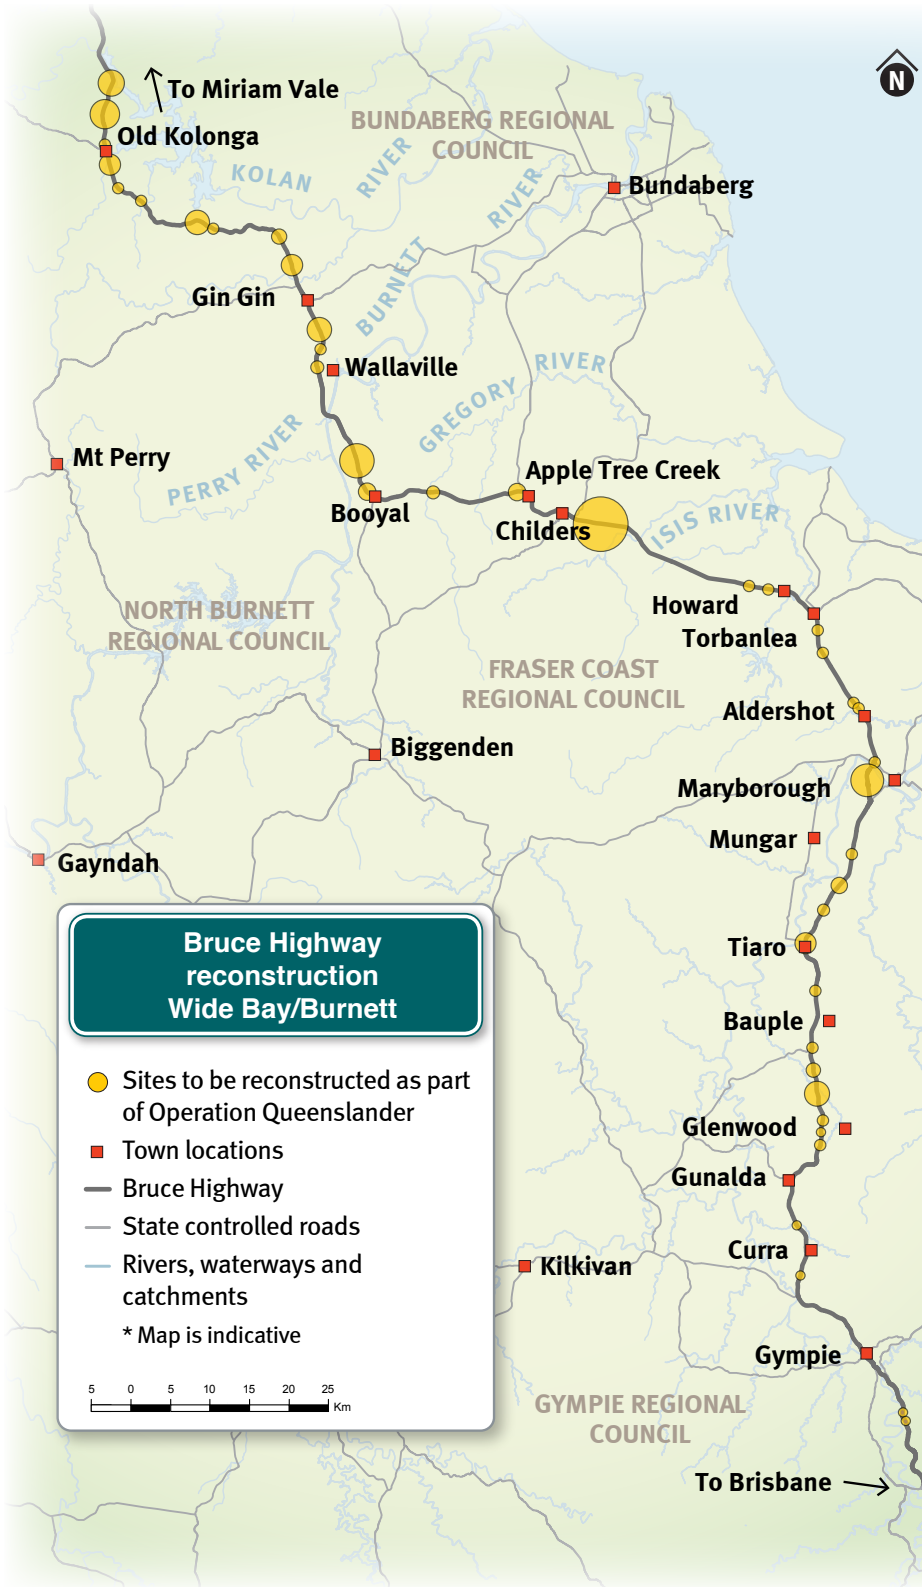 N
To Miriam Vale
BUNDABERG REGIONAL
COUNCIL
Old Kolonga
KOLAN
RIVER
Bundaberg
BURNETT
RIVER
Gin Gin
Wallaville
GREGORY
RIVER
Mt Perry
PERRY RIVER
Apple Tree Creek
Booyal
Childers
ISIS RIVER
NORTH BURNETT
REGIONAL COUNCIL
Howard
Torbanlea
FRASER COAST
REGIONAL COUNCIL
Aldershot
Biggenden
Maryborough
Mungar
Gayndah
Tiaro
Bauple
Glenwood
Gunalda
Curra
Kilkivan
Gympie
GYMPIE REGIONAL
COUNCIL
To Brisbane
Bruce Highway
reconstruction
Wide Bay/Burnett
Sites to be reconstructed as part
of Operation Queenslander
Town locations
Bruce Highway
State controlled roads
Rivers, waterways and
catchments
* Map is indicative
5 0 5 10 15 20 25
Km